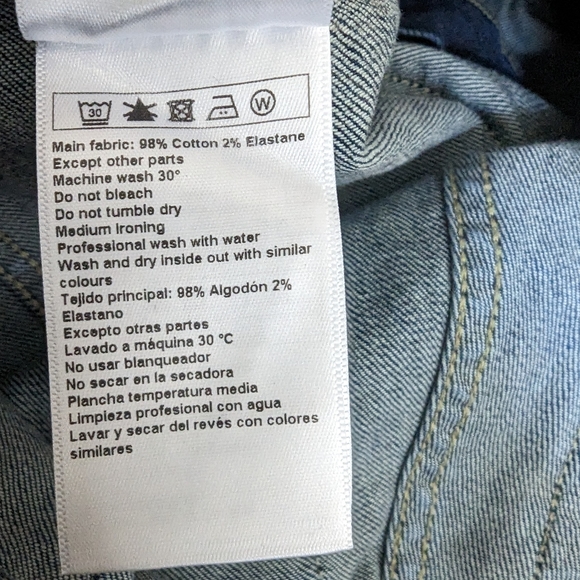 30 W
Main fabric: 98% Cotton 2% Elastane
Except other parts
Machine wash 30°
Do not bleach
Do not tumble dry
Medium Ironing
Professional wash with water
Wash and dry inside out with similar
colours
Tejido principal: 98% Algodón 2%
Elastano
Excepto otras partes
Lavado a máquina 30 °C
No usar blanqueador
No secar en la secadora
Plancha temperatura media
Limpieza profesional con agua
Lavar y secar del revés con colores
similares